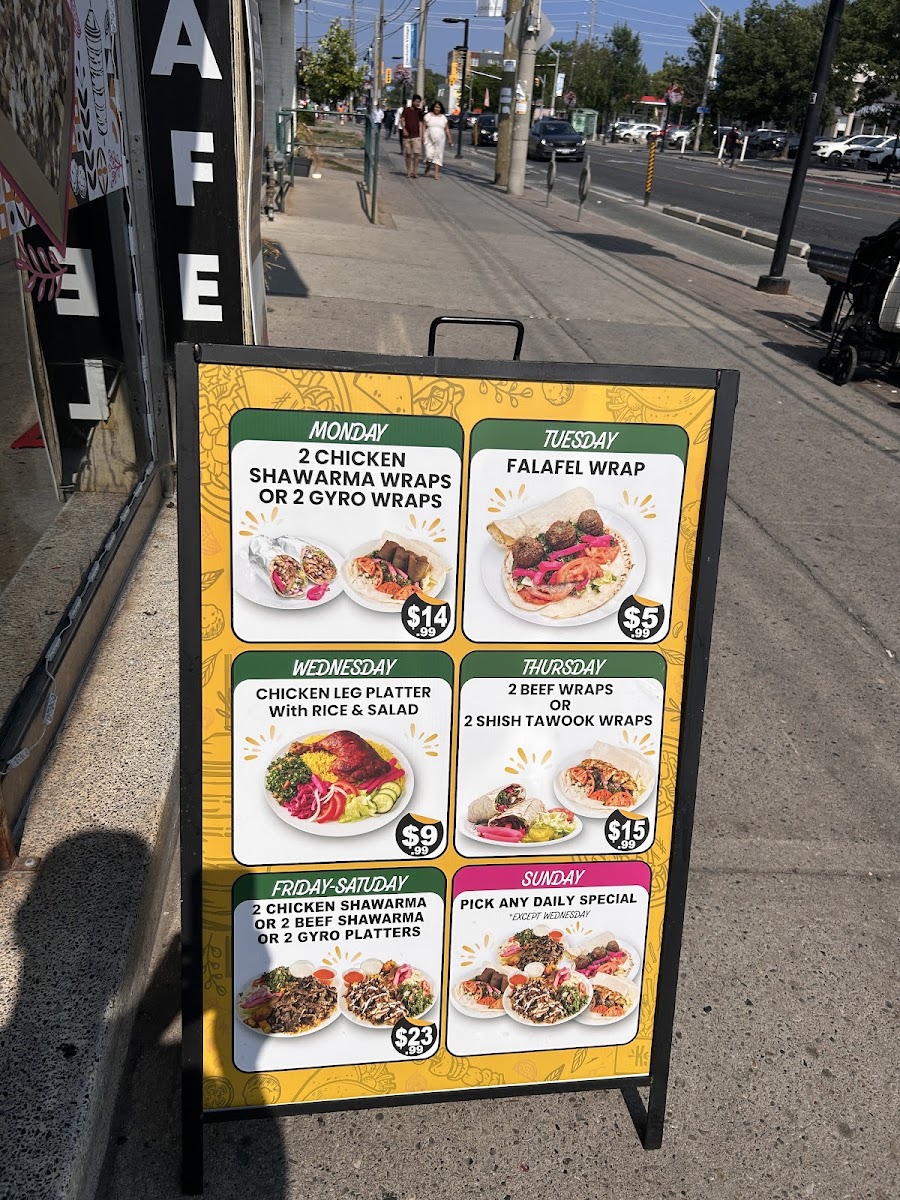 A
F
E
E
L
MONDAY
2 CHICKEN
SHAWARMA WRAPS
OR 2 GYRO WRAPS
$14
.99
TUESDAY
FALAFEL WRAP
$5
.99
WEDNESDAY
CHICKEN LEG PLATTER
With RICE & SALAD
$9
.99
THURSDAY
2 BEEF WRAPS
OR
2 SHISH TAWOOK WRAPS
$15
.99
FRIDAY-SATUDAY
2 CHICKEN SHAWARMA
OR 2 BEEF SHAWARMA
OR 2 GYRO PLATTERS
$23
.99
SUNDAY
PICK ANY DAILY SPECIAL
*EXCEPT WEDNESDAY